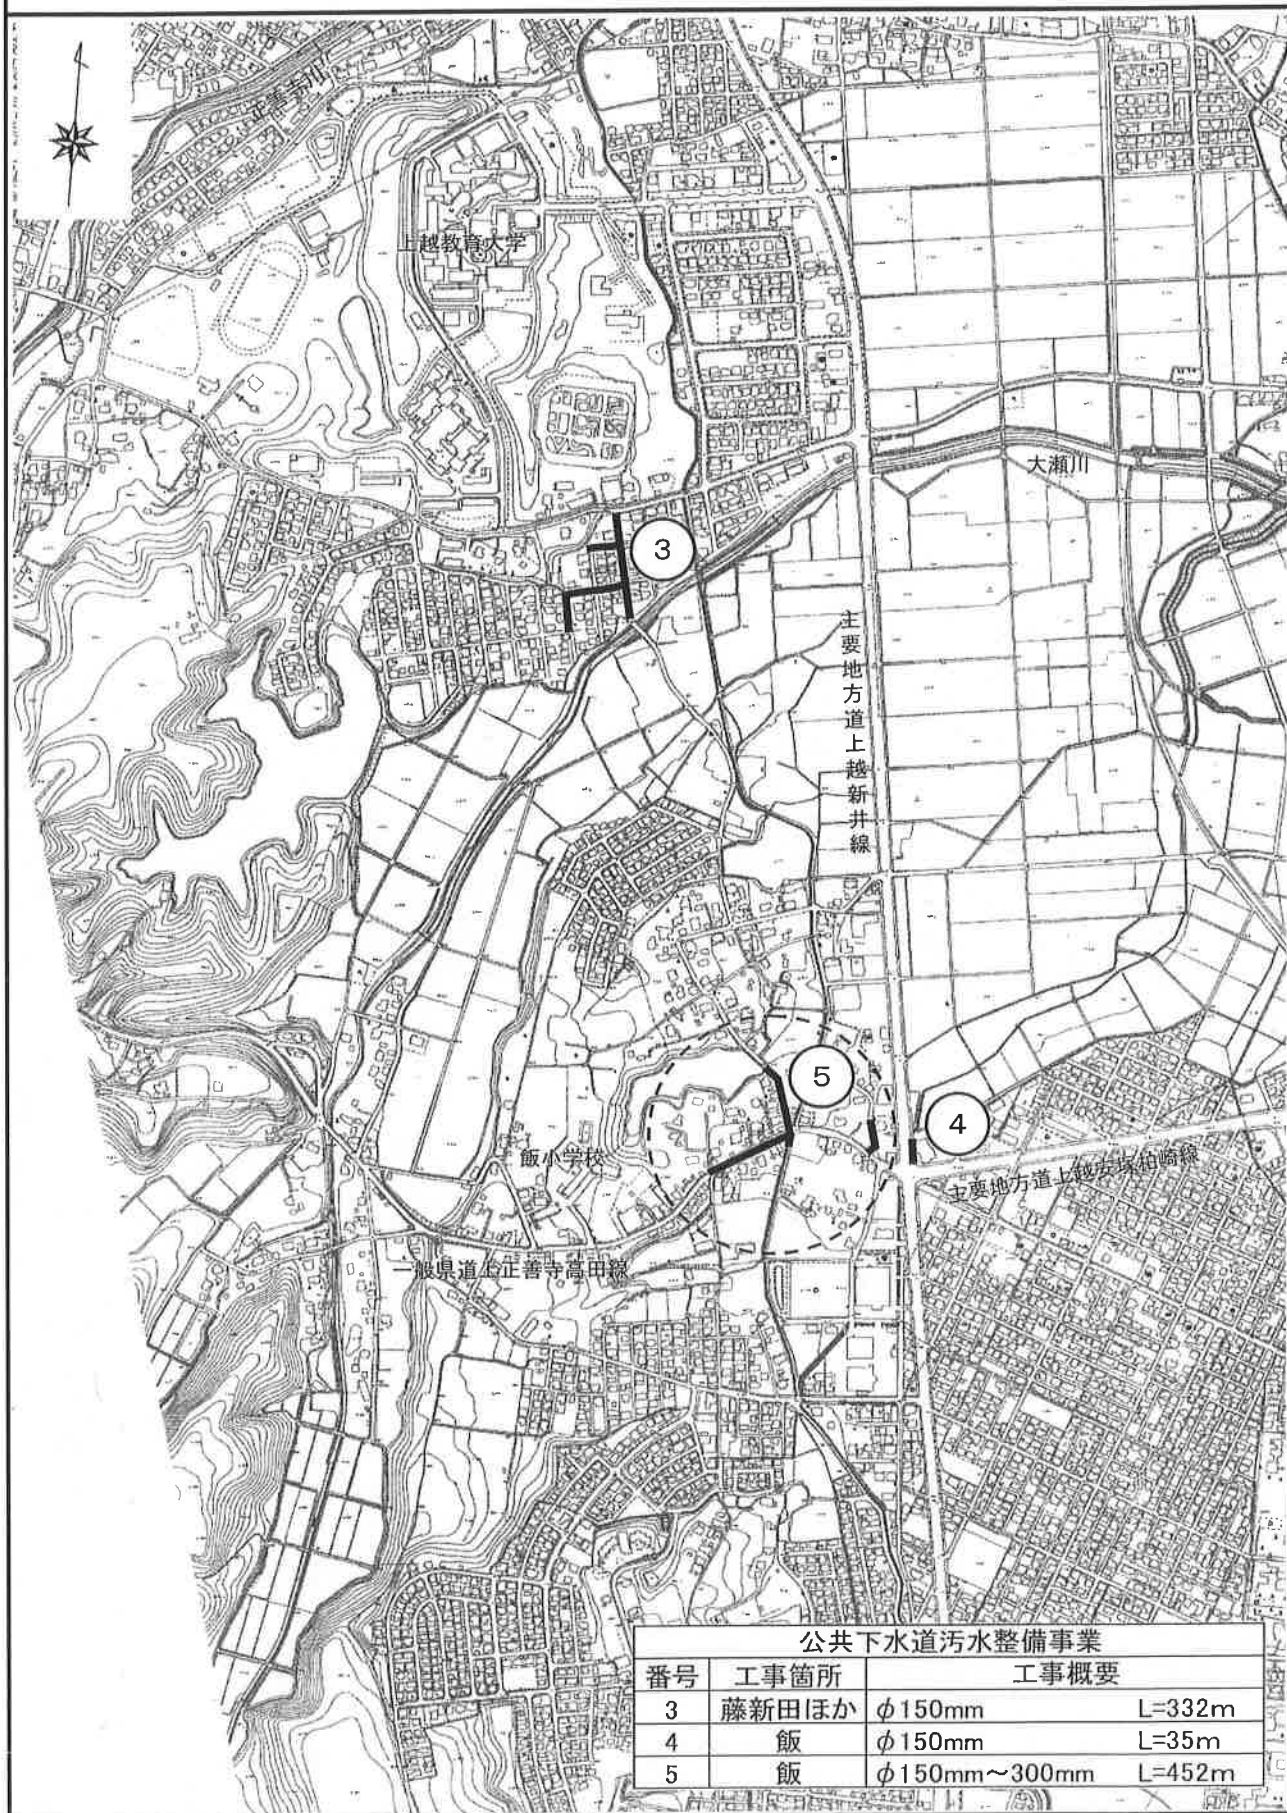 正善寺川
上越教育大学
大瀬川
3
主要地方道上越新井線
5
4
飯小学校
主要地方道上越安塚柏崎線
一般県道上正善寺高田線
公共下水道汚水整備事業
番号 工事箇所 工事概要
3 藤新田ほか φ150mm L=332m
4 飯 φ150mm L=35m
5 飯 φ150mm～300mm L=452m